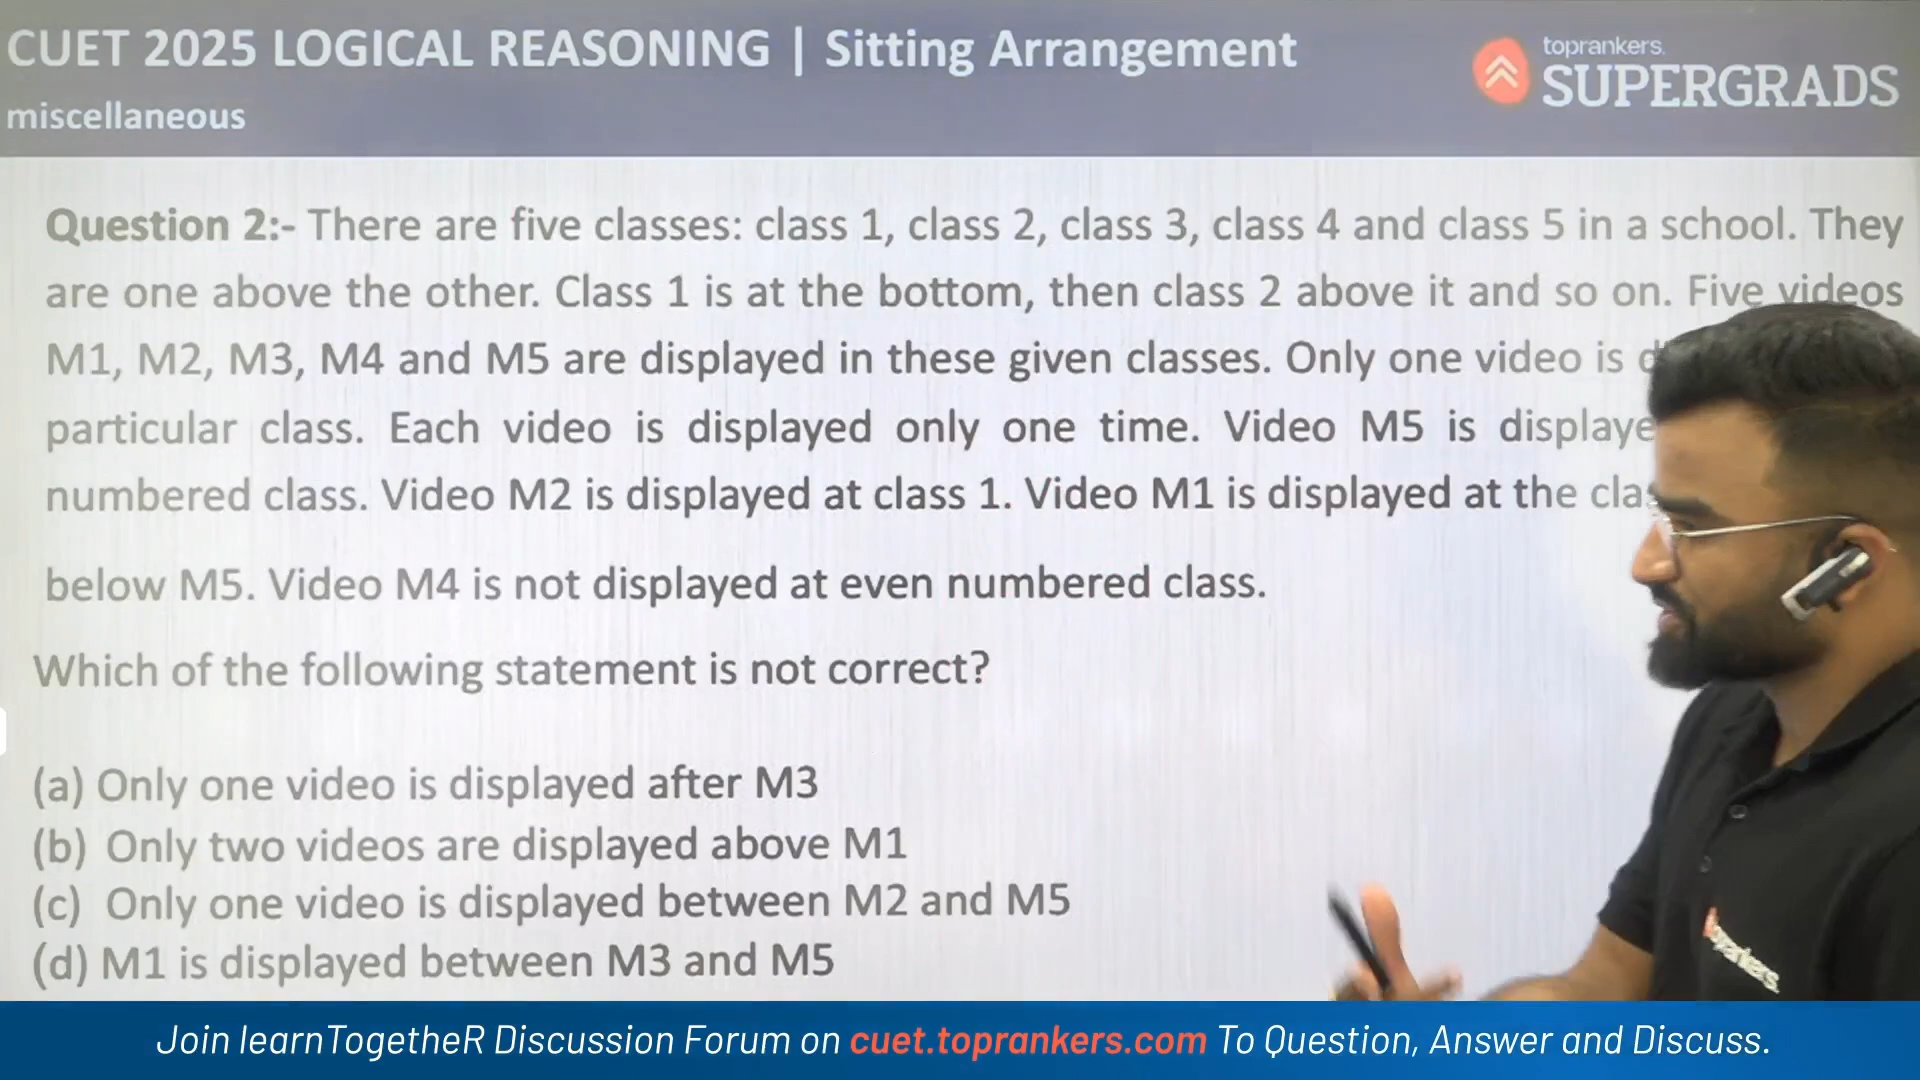 CUET 2025 LOGICAL REASONING | Sitting Arrangement
miscellaneous
toprankers.
SUPERGRADS
Question 2:- There are five classes: class 1, class 2, class 3, class 4 and class 5 in a school. They
are one above the other. Class 1 is at the bottom, then class 2 above it and so on. Five videos
M1, M2, M3, M4 and M5 are displayed in these given classes. Only one video is
particular class. Each video is displayed only one time. Video M5 is
numbered class. Video M2 is displayed at class 1. Video M1 is displayed at the
below M5. Video M4 is not displayed at even numbered class.
Which of the following statement is not correct?
(a) Only one video is displayed after M3
(b) Only two videos are displayed above M1
(c) Only one video is displayed between M2 and M5
(d) M1 is displayed between M3 and M5
toprankers.
Join learnTogetheR Discussion Forum on cuet.toprankers.com To Question, Answer and Discuss.